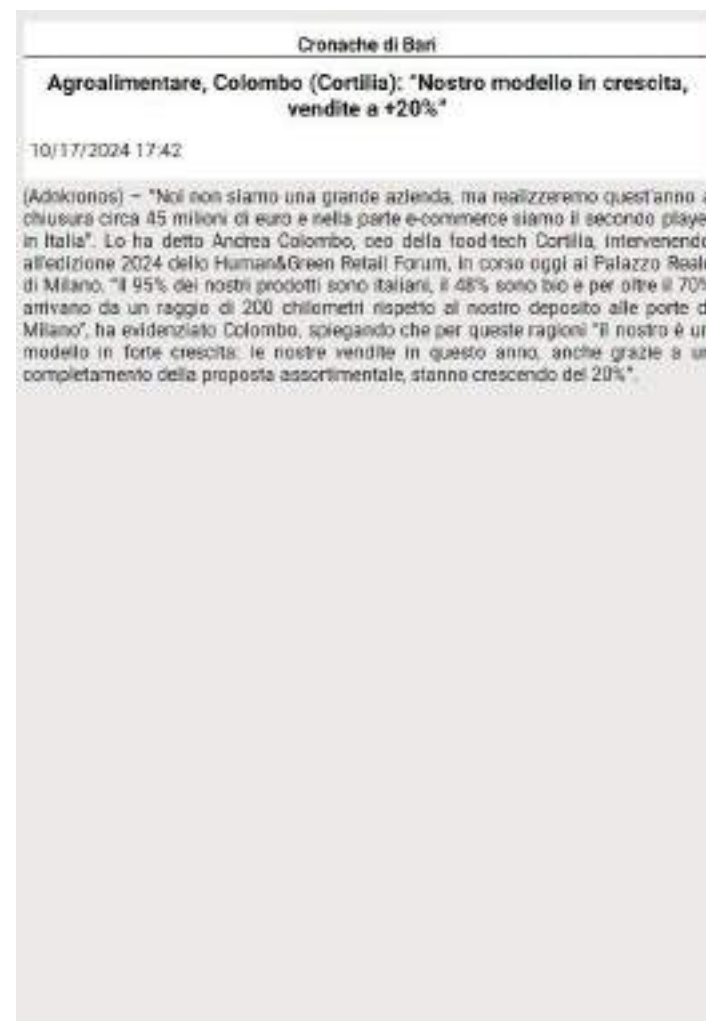 Cronache di Bari
Agroalimentare, Colombo (Cortilia): "Nostro modello in crescita,
vendite a +20%"
10/17/2024 17:42
(Adnkronos) – "Noi non siamo una grande azienda, ma realizzeremo quest'anno a
chiusura circa 45 milioni di euro e nella parte e-commerce siamo il secondo playe
in Italia". Lo ha detto Andrea Colombo, ceo della food-tech Cortilia, intervenendo
all'edizione 2024 dello Human&Green Retail Forum, in corso oggi al Palazzo Reale
di Milano. "Il 95% dei nostri prodotti sono italiani, il 48% sono bio e per oltre il 70%
arrivano da un raggio di 200 chilometri rispetto al nostro deposito alle porte d
Milano", ha evidenziato Colombo, spiegando che per queste ragioni "il nostro è un
modello in forte crescita: le nostre vendite in questo anno, anche grazie a un
completamento della proposta assortimentale, stanno crescendo del 20%".